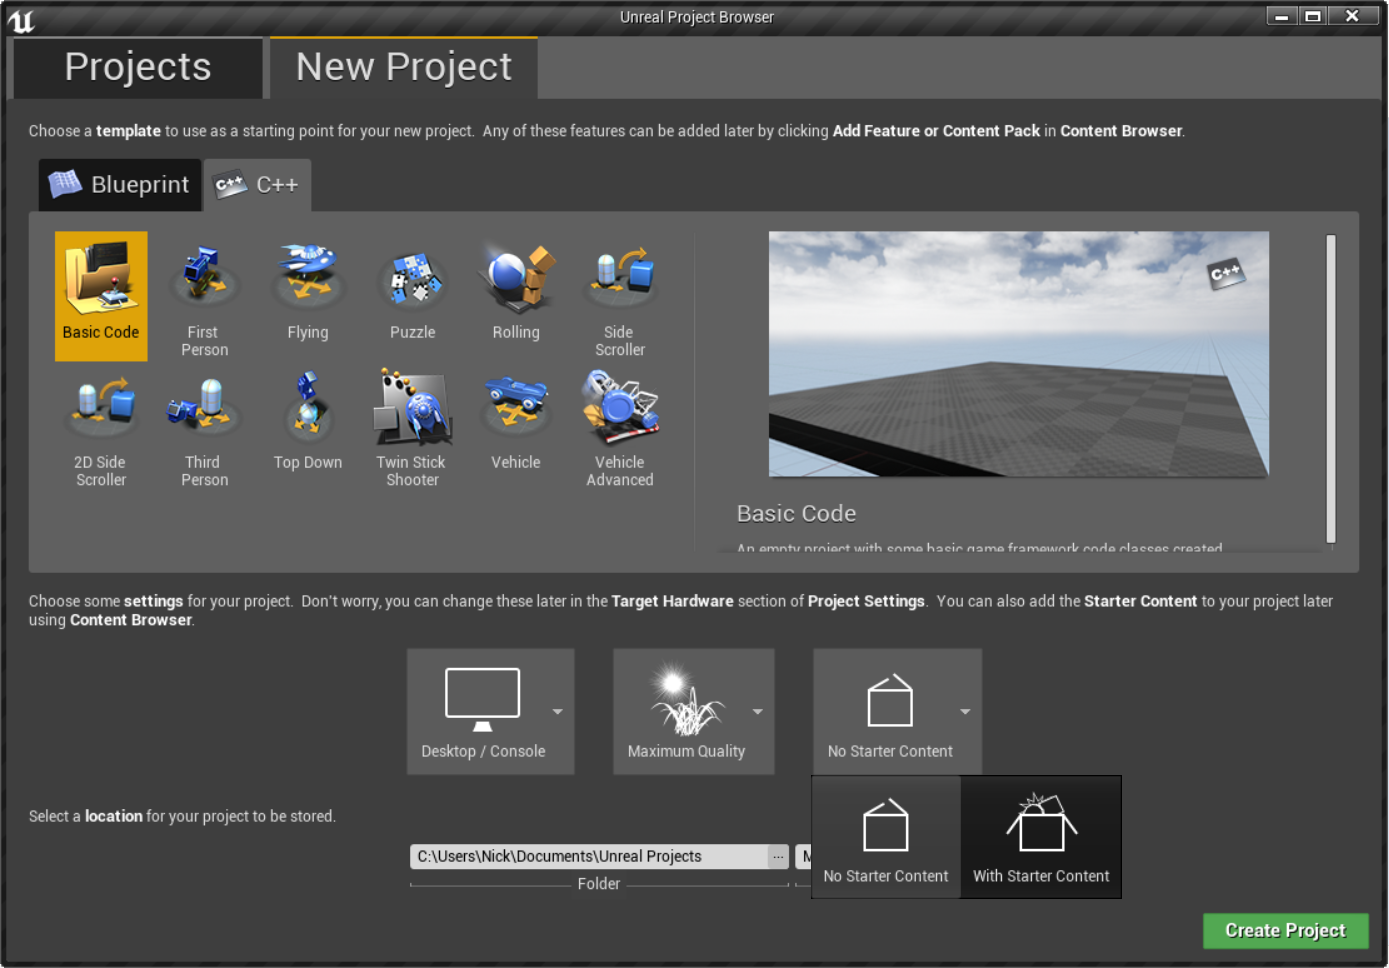 Unreal Project Browser
Projects
New Project
Choose a template to use as a starting point for your new project. Any of these features can be added later by clicking Add Feature or Content Pack in Content Browser.
Blueprint
C++
C++
Basic Code
First
Person
Flying
Puzzle
Rolling
Side
Scroller
2D Side
Scroller
Third
Person
Top Down
Twin Stick
Shooter
Vehicle
Vehicle
Advanced
C++
Basic Code
An empty project with some basic game framework code classes created
Choose some settings for your project. Don't worry, you can change these later in the Target Hardware section of Project Settings. You can also add the Starter Content to your project later
using Content Browser.
Desktop / Console
Maximum Quality
No Starter Content
No Starter Content
With Starter Content
Select a location for your project to be stored.
C:\Users\Nick\Documents\Unreal Projects
...
M
Folder
Create Project